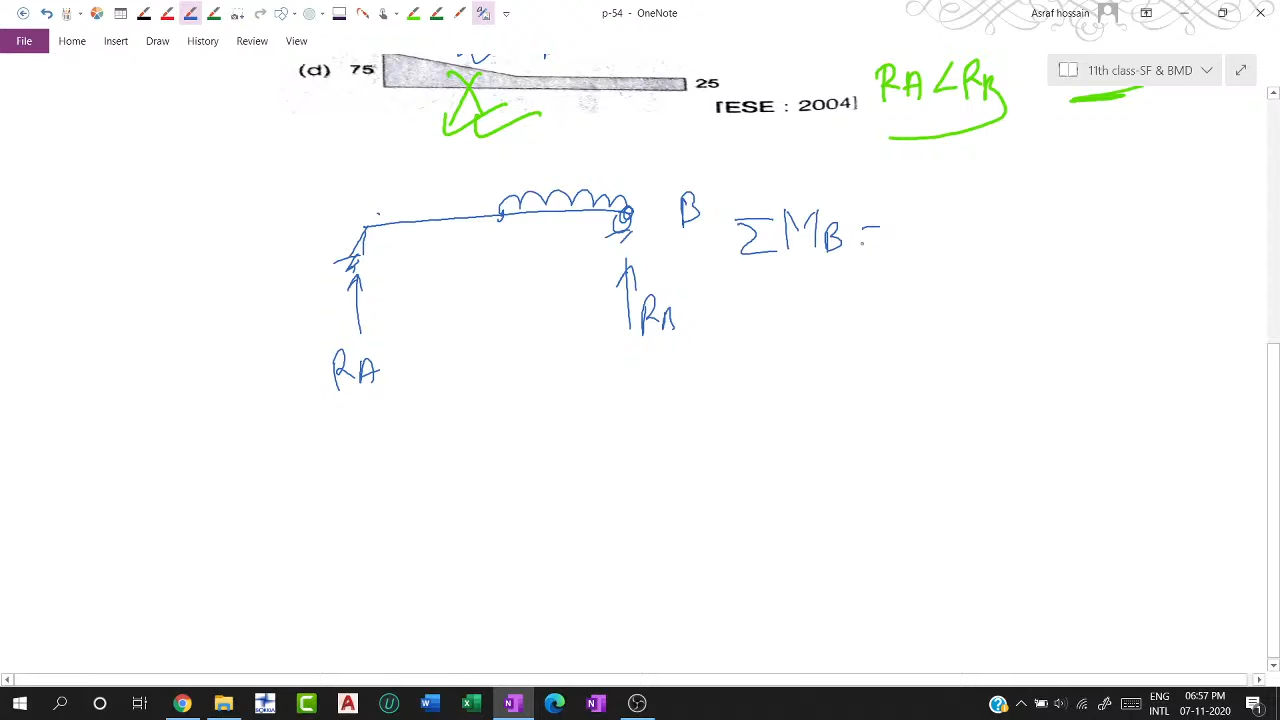 p-54 - OneNote
Asraf hossain
File Home Insert Draw History Review View
(d) 75
25
[ESE : 2004]
RA < RB
11th class SF &
B
ΣMB =
RB
RA
ENG
INTL
06:57 PM
07-11-2020